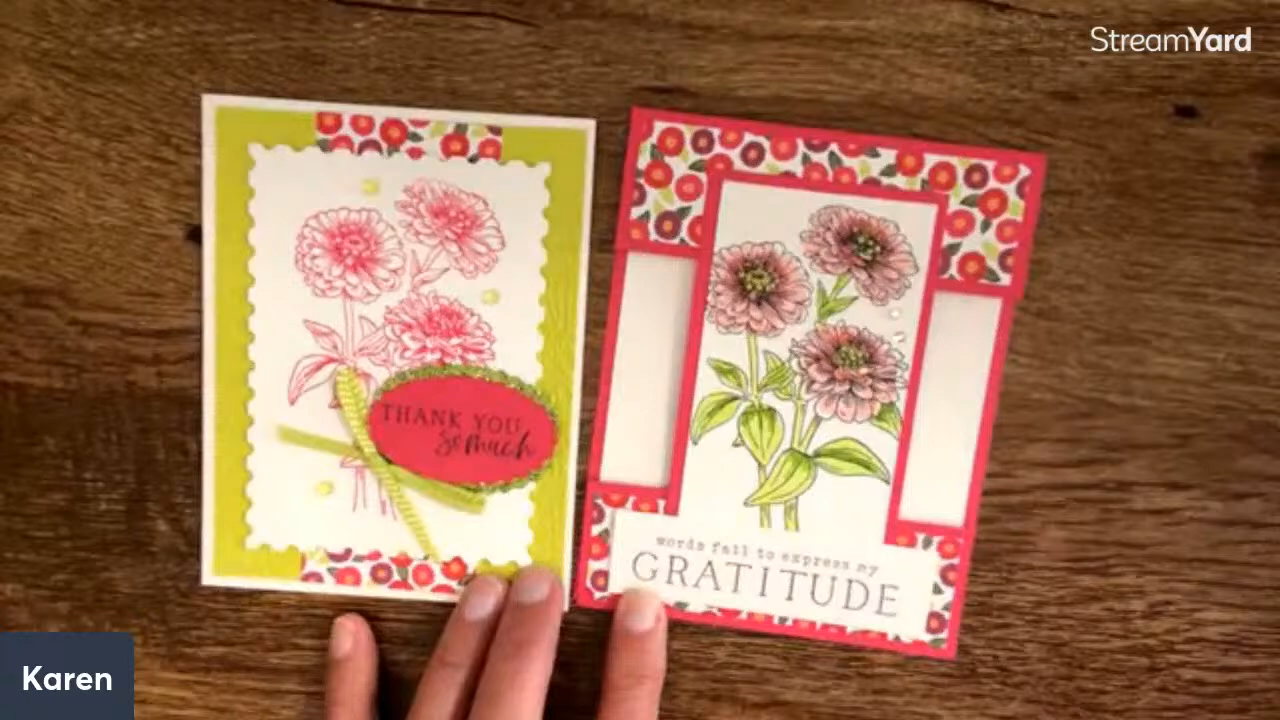 StreamYard
THANK YOU
so much
words fail to express my
GRATITUDE
Karen